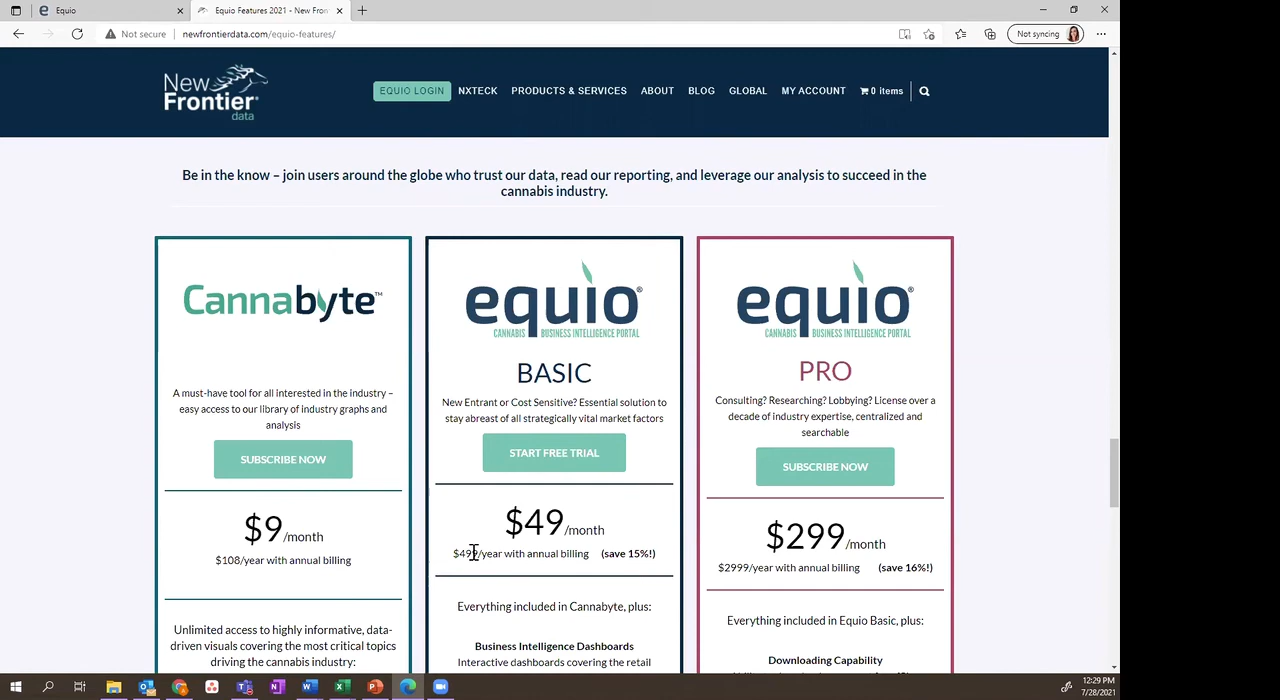 Equio
Equio Features 2021 - New Fron
Not secure
newfrontierdata.com/equio-features/
Not syncing
New Frontier data
EQUIO LOGIN
NXTECK
PRODUCTS & SERVICES
ABOUT
BLOG
GLOBAL
MY ACCOUNT
0 items
Be in the know – join users around the globe who trust our data, read our reporting, and leverage our analysis to succeed in the
cannabis industry.
Cannabyte™
A must-have tool for all interested in the industry –
easy access to our library of industry graphs and
analysis
SUBSCRIBE NOW
$9/month
$108/year with annual billing
Unlimited access to highly informative, data-
driven visuals covering the most critical topics
driving the cannabis industry:
equio®
CANNABIS BUSINESS INTELLIGENCE PORTAL
BASIC
New Entrant or Cost Sensitive? Essential solution to
stay abreast of all strategically vital market factors
START FREE TRIAL
$49/month
$499/year with annual billing (save 15%!)
Everything included in Cannabyte, plus:
Business Intelligence Dashboards
Interactive dashboards covering the retail
equio®
CANNABIS BUSINESS INTELLIGENCE PORTAL
PRO
Consulting? Researching? Lobbying? License over a
decade of industry expertise, centralized and
searchable
SUBSCRIBE NOW
$299/month
$2999/year with annual billing (save 16%!)
Everything included in Equio Basic, plus:
Downloading Capability
12:29 PM
7/28/2021